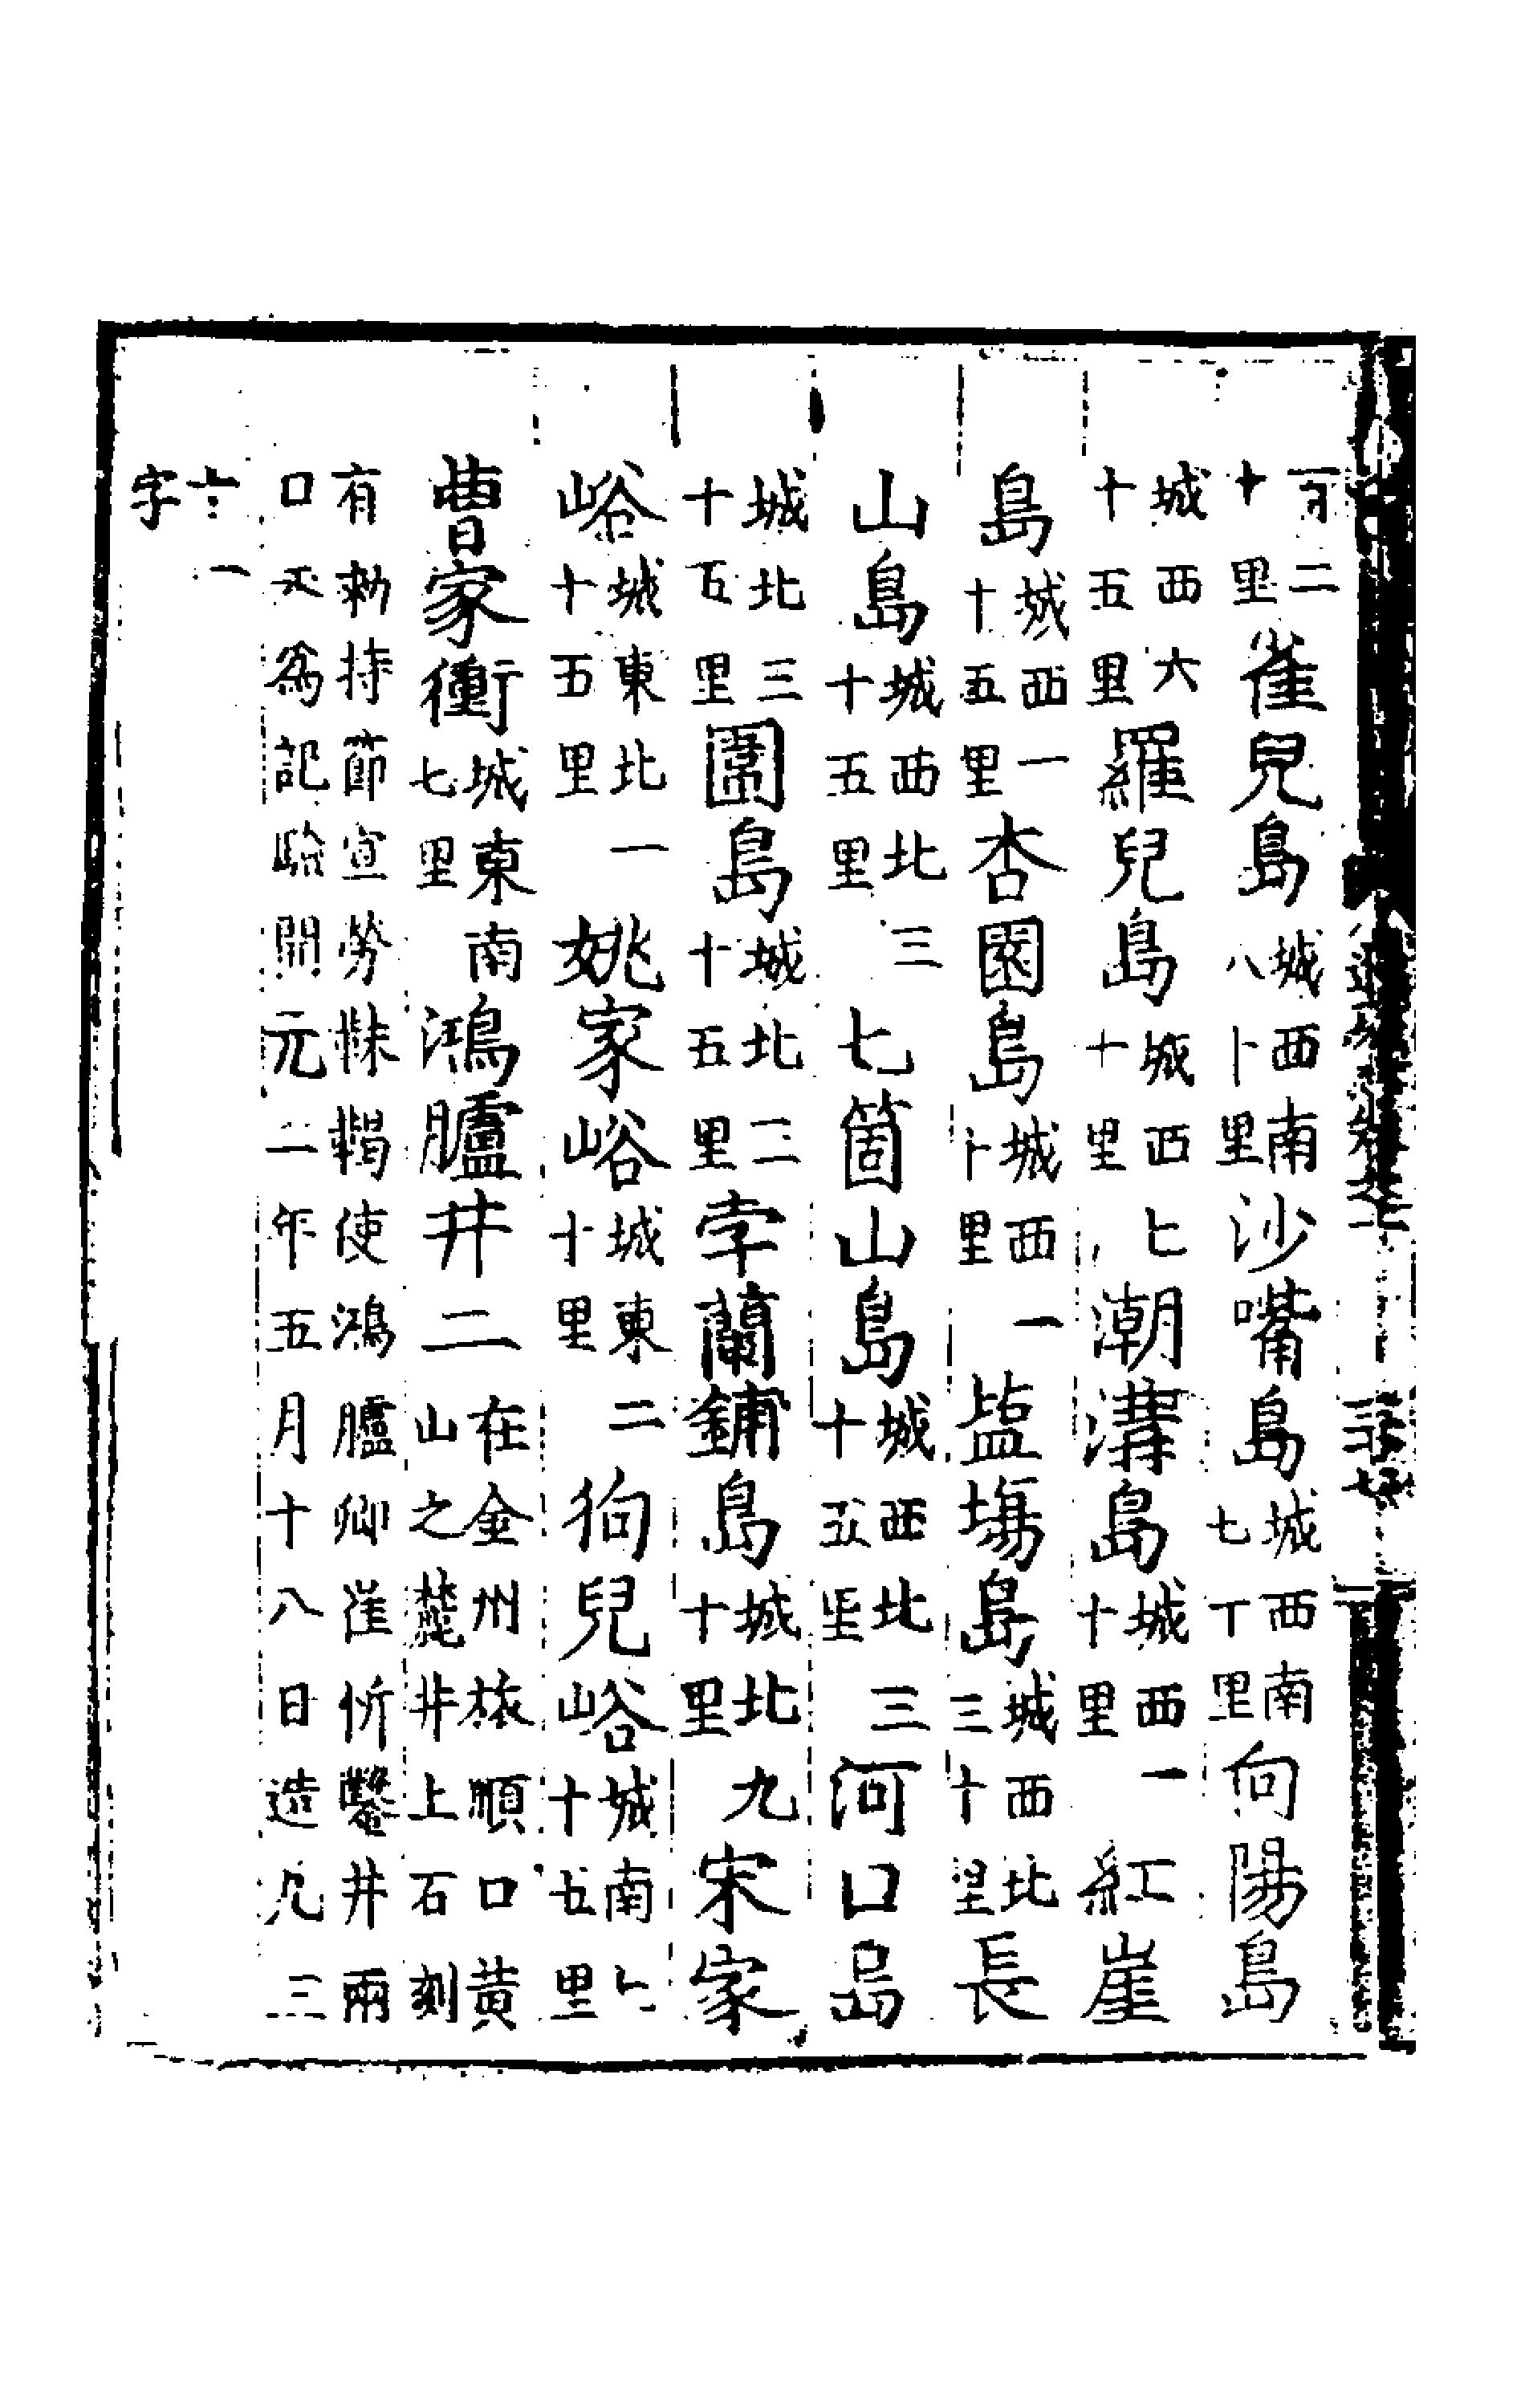 百二十里雀兒島城西南八十里沙嘴島城西南七十里向陽島
城西六十五里羅兒島城西七十里潮溝島城西一十里紅崖
島城西一十五里杏園島城西一十里塩塲島城西北三十里長
山島城西北三十五里七箇山島城西北三十五里河口島
城北三十五里圍島城北二十五里孛蘭鋪島城北九十里宋家
峪城東北一十五里姚家峪城東二十里狥兒峪城南七十五里
曹家衝城東南七里鴻臚井二在金州旅順口黄山之麓井上石刻
有勑持節宣勞靺鞨使鴻臚卿崔忻鑿井兩口永爲記驗開元二年五月十八日造凡三
十一字